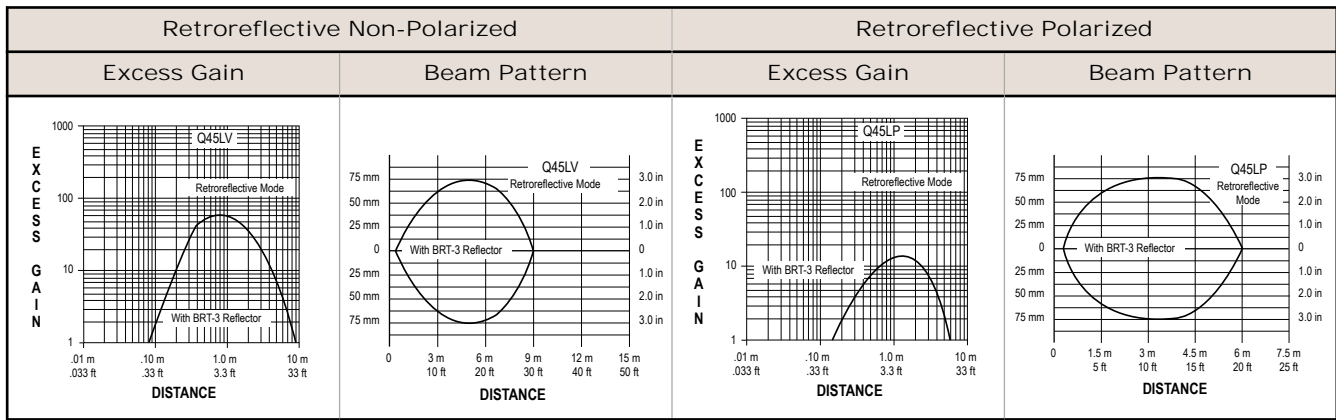 Retroreflective Non-Polarized
Retroreflective Polarized
Excess Gain
Beam Pattern
Excess Gain
Beam Pattern
EXCESS GAIN
1000
100
10
1
Q45LV
Retroreflective Mode
With BRT-3 Reflector
.01 m .10 m 1.0 m 10 m
.033 ft .33 ft 3.3 ft 33 ft
DISTANCE
Q45LV
Retroreflective Mode
75 mm 3.0 in
50 mm 2.0 in
25 mm 1.0 in
0 With BRT-3 Reflector 0
25 mm 1.0 in
50 mm 2.0 in
75 mm 3.0 in
0 3 m 6 m 9 m 12 m 15 m
10 ft 20 ft 30 ft 40 ft 50 ft
DISTANCE
EXCESS GAIN
1000
100
10
1
Q45LP
Retroreflective Mode
With BRT-3 Reflector
.01 m .10 m 1.0 m 10 m
.033 ft .33 ft 3.3 ft 33 ft
DISTANCE
Q45LP
Retroreflective
Mode
75 mm 3.0 in
50 mm 2.0 in
25 mm 1.0 in
0 With BRT-3 Reflector 0
25 mm 1.0 in
50 mm 2.0 in
75 mm 3.0 in
0 1.5 m 3 m 4.5 m 6 m 7.5 m
5 ft 10 ft 15 ft 20 ft 25 ft
DISTANCE